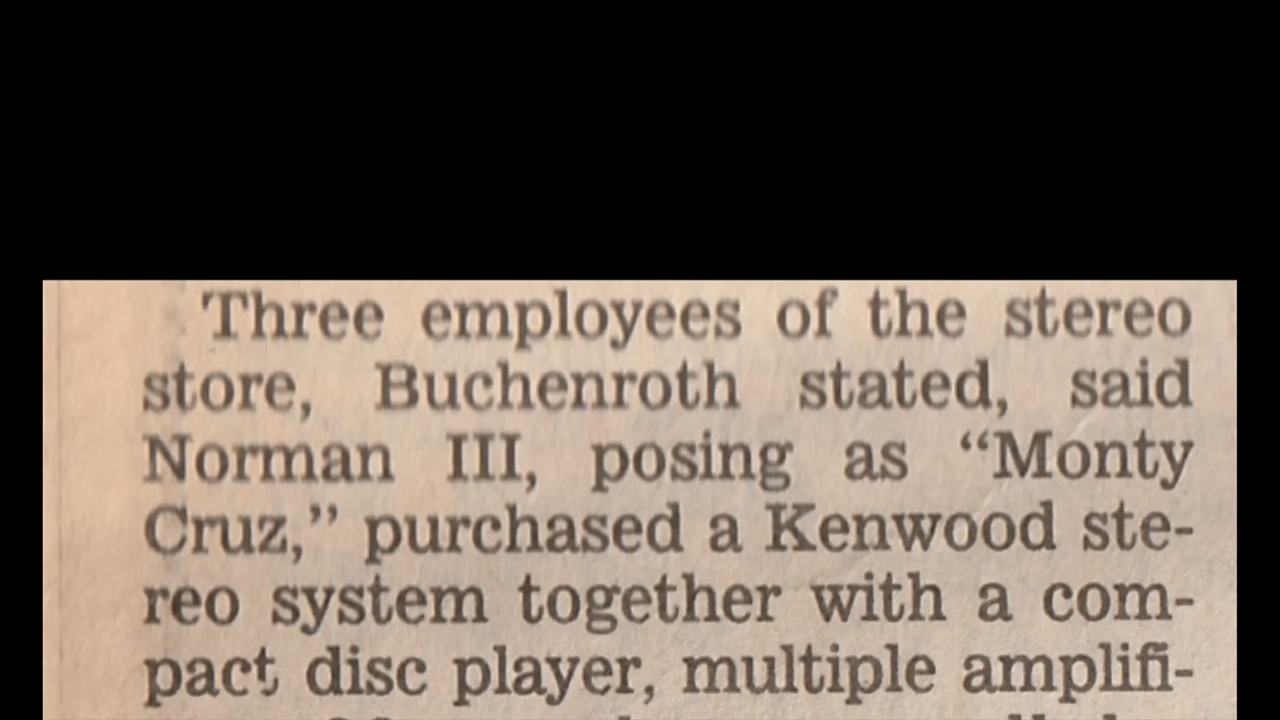 Three employees of the stereo
store, Buchenroth stated, said
Norman III, posing as “Monty
Cruz,” purchased a Kenwood ste-
reo system together with a com-
pact disc player, multiple amplifi-